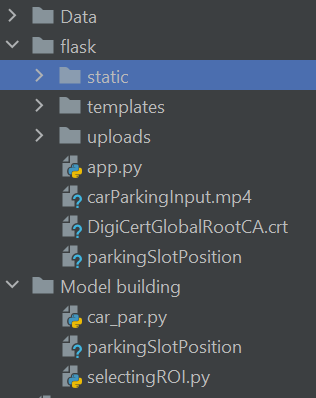 Data
flask
static
templates
uploads
app.py
carParkingInput.mp4
DigiCertGlobalRootCA.crt
parkingSlotPosition
Model building
car_par.py
parkingSlotPosition
selectingROI.py